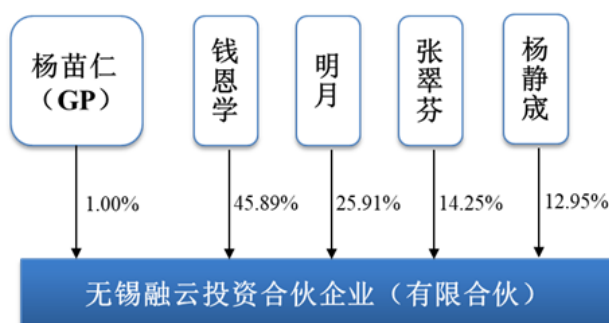 杨苗仁
（GP）
钱恩学
明月
张翠芬
杨静宬
1.00%
45.89%
25.91%
14.25%
12.95%
无锡融云投资合伙企业（有限合伙）